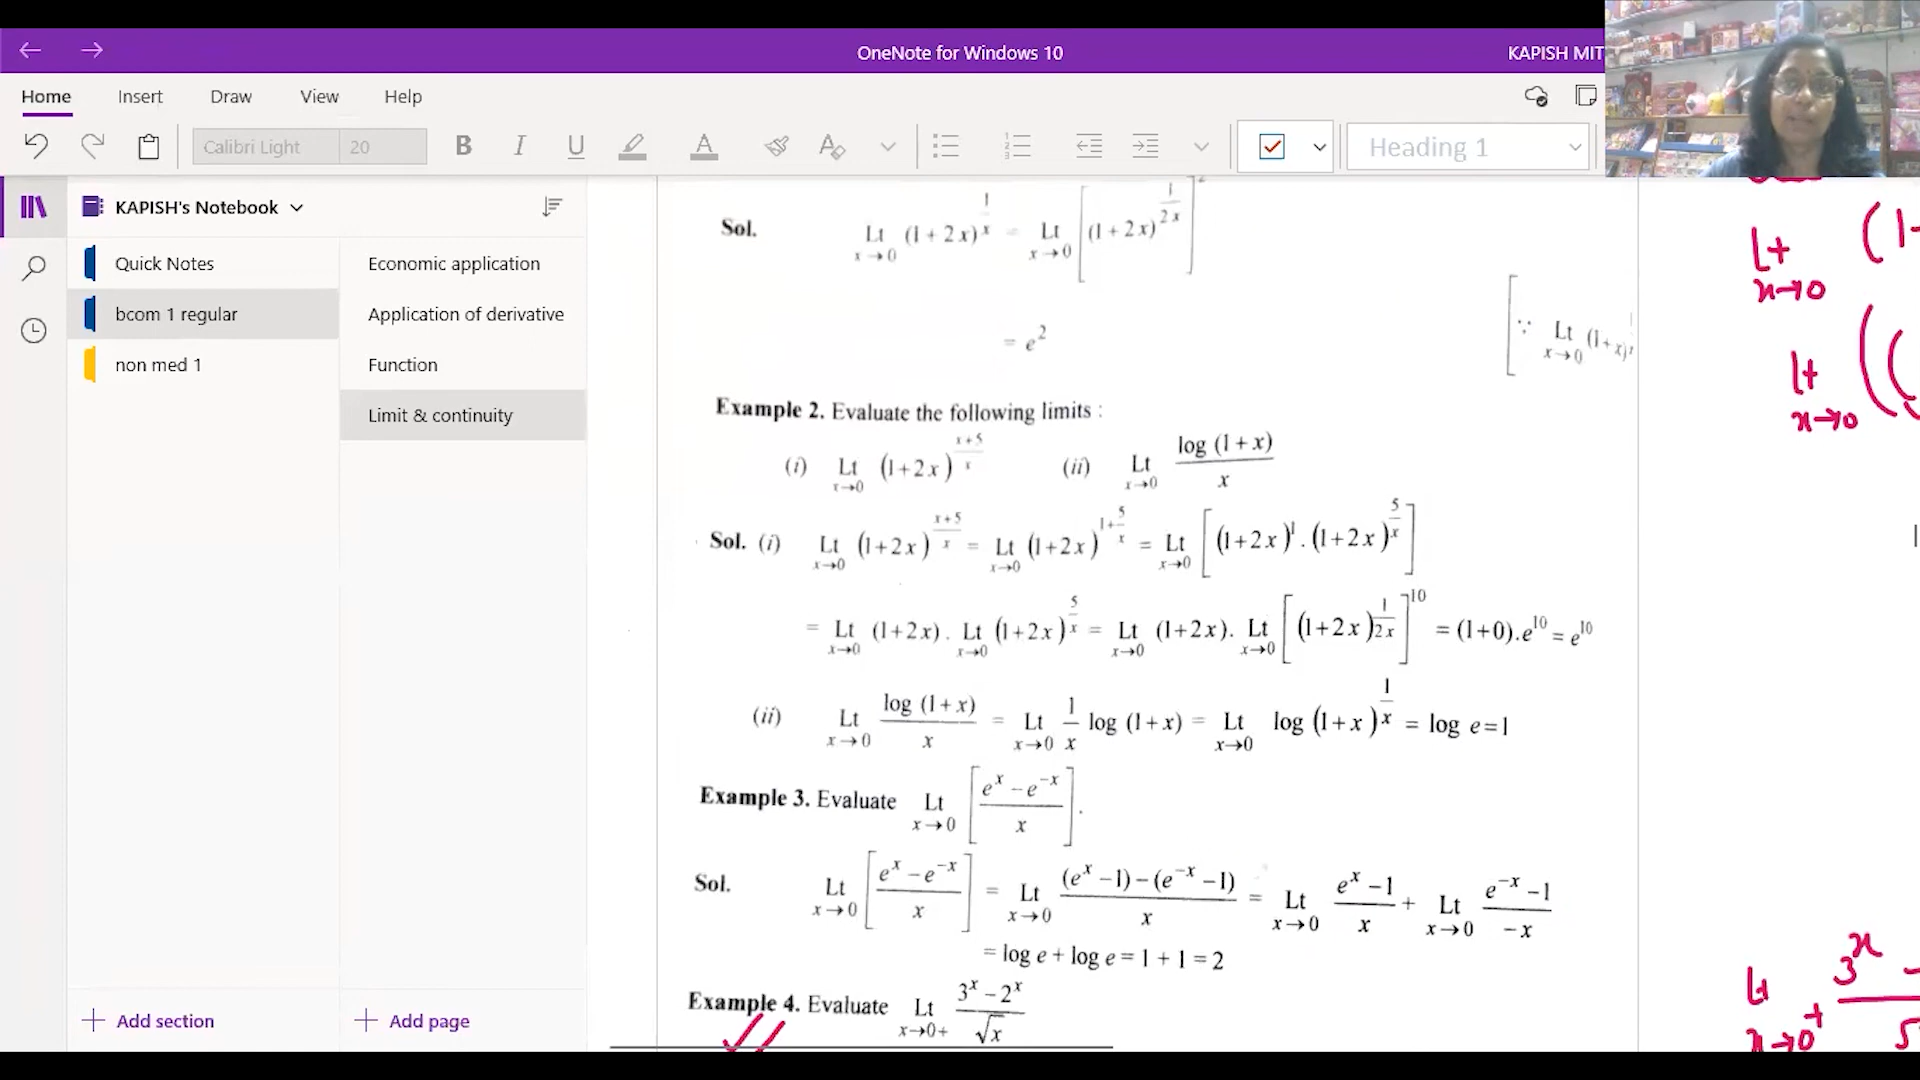 OneNote for Windows 10
KAPISH MIT
Home Insert Draw View Help
Calibri Light 20 B I U A Heading 1
KAPISH's Notebook
Quick Notes
bcom 1 regular
non med 1
Economic application
Application of derivative
Function
Limit & continuity
Add section
Add page
Sol. Lt x→0 (1 + 2x)^(1/x) = Lt x→0 [(1 + 2x)^(1/2x)]
= e^2
[∵ Lt x→0 (1+x)
Example 2. Evaluate the following limits :
(i) Lt x→0 (1+2x)^((x+5)/x) (ii) Lt x→0 log (1+x)/x
Sol. (i) Lt x→0 (1+2x)^((x+5)/x) = Lt x→0 (1+2x)^(1+5/x) = Lt x→0 [(1+2x)^1 . (1+2x)^(5/x)]
= Lt x→0 (1+2x) . Lt x→0 (1+2x)^(5/x) = Lt x→0 (1+2x). Lt x→0 [(1+2x)^(1/2x)]^10 = (1+0).e^10 = e^10
(ii) Lt x→0 log (1+x)/x = Lt x→0 1/x log (1+x) = Lt x→0 log (1+x)^(1/x) = log e=1
Example 3. Evaluate Lt x→0 [(e^x – e^–x)/x].
Sol. Lt x→0 [(e^x – e^–x)/x] = Lt x→0 ((e^x –1) – (e^–x –1))/x = Lt x→0 (e^x –1)/x + Lt x→0 (e^–x –1)/–x
= log e + log e = 1 + 1 = 2
Example 4. Evaluate Lt x→0+ (3^x – 2^x)/√x
lt x→0 (1
lt x→0 ((
lt x→0+ 3^x –